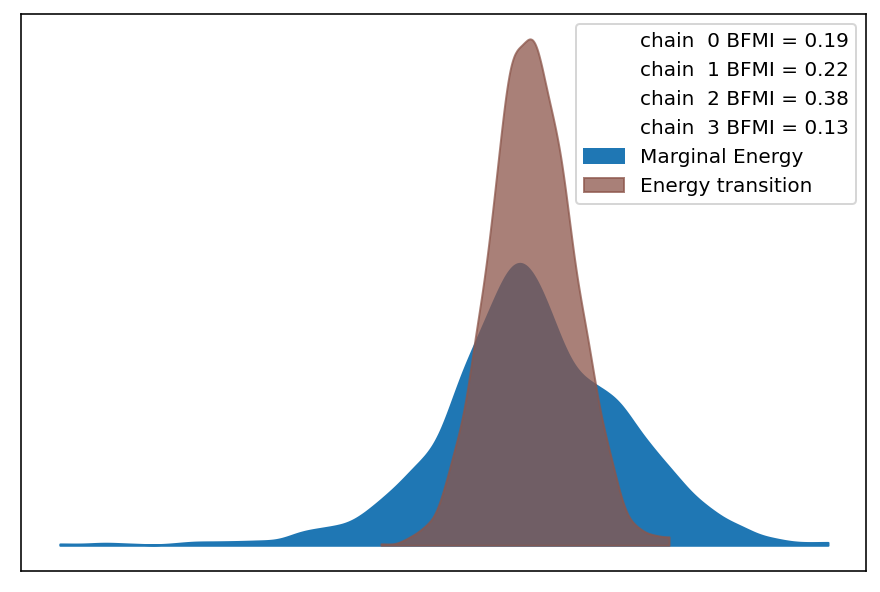 chain  0 BFMI = 0.19
chain  1 BFMI = 0.22
chain  2 BFMI = 0.38
chain  3 BFMI = 0.13
Marginal Energy
Energy transition